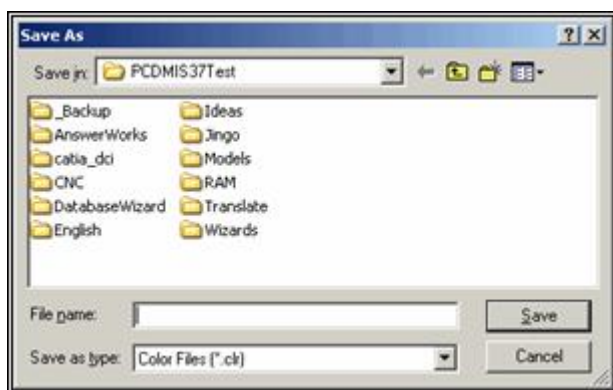 Save As
Save in: PCDMIS37Test
_Backup
AnswerWorks
catia_dci
CNC
DatabaseWizard
English
Ideas
Jingo
Models
RAM
Translate
Wizards
File name:
Save
Save as type: Color Files (*.clr)
Cancel